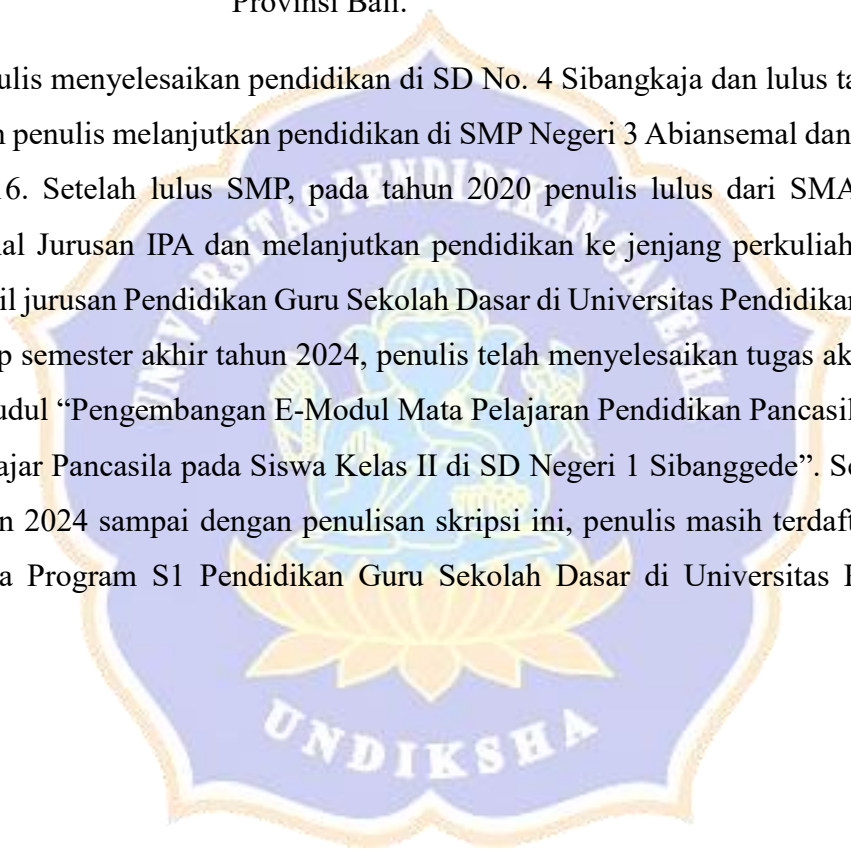 Provinsi Bali.
ulis menyelesaikan pendidikan di SD No. 4 Sibangkaja dan lulus ta
n penulis melanjutkan pendidikan di SMP Negeri 3 Abiansemal dan
16. Setelah lulus SMP, pada tahun 2020 penulis lulus dari SMA
al Jurusan IPA dan melanjutkan pendidikan ke jenjang perkuliah
il jurusan Pendidikan Guru Sekolah Dasar di Universitas Pendidikan
p semester akhir tahun 2024, penulis telah menyelesaikan tugas ak
udul “Pengembangan E-Modul Mata Pelajaran Pendidikan Pancasil
ajar Pancasila pada Siswa Kelas II di SD Negeri 1 Sibanggede”. Se
n 2024 sampai dengan penulisan skripsi ini, penulis masih terdaft
a Program S1 Pendidikan Guru Sekolah Dasar di Universitas P
UNIVERSITAS PENDIDIKAN GANESHA
UNDIKSHA